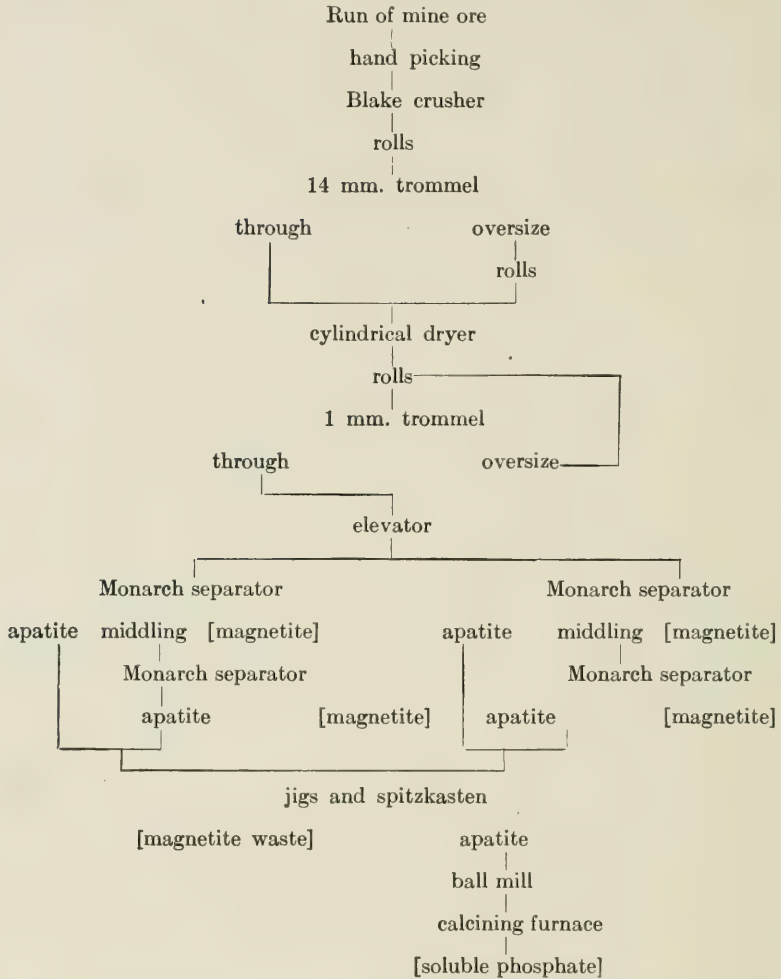 Run of mine ore
hand picking
Blake crusher
rolls
14 mm. trommel
through oversize
rolls
cylindrical dryer
rolls
1 mm. trommel
through oversize
elevator
Monarch separator Monarch separator
apatite middling [magnetite] apatite middling [magnetite]
Monarch separator Monarch separator
apatite [magnetite] apatite [magnetite]
jigs and spitzkasten
[magnetite waste] apatite
ball mill
calcining furnace
[soluble phosphate]